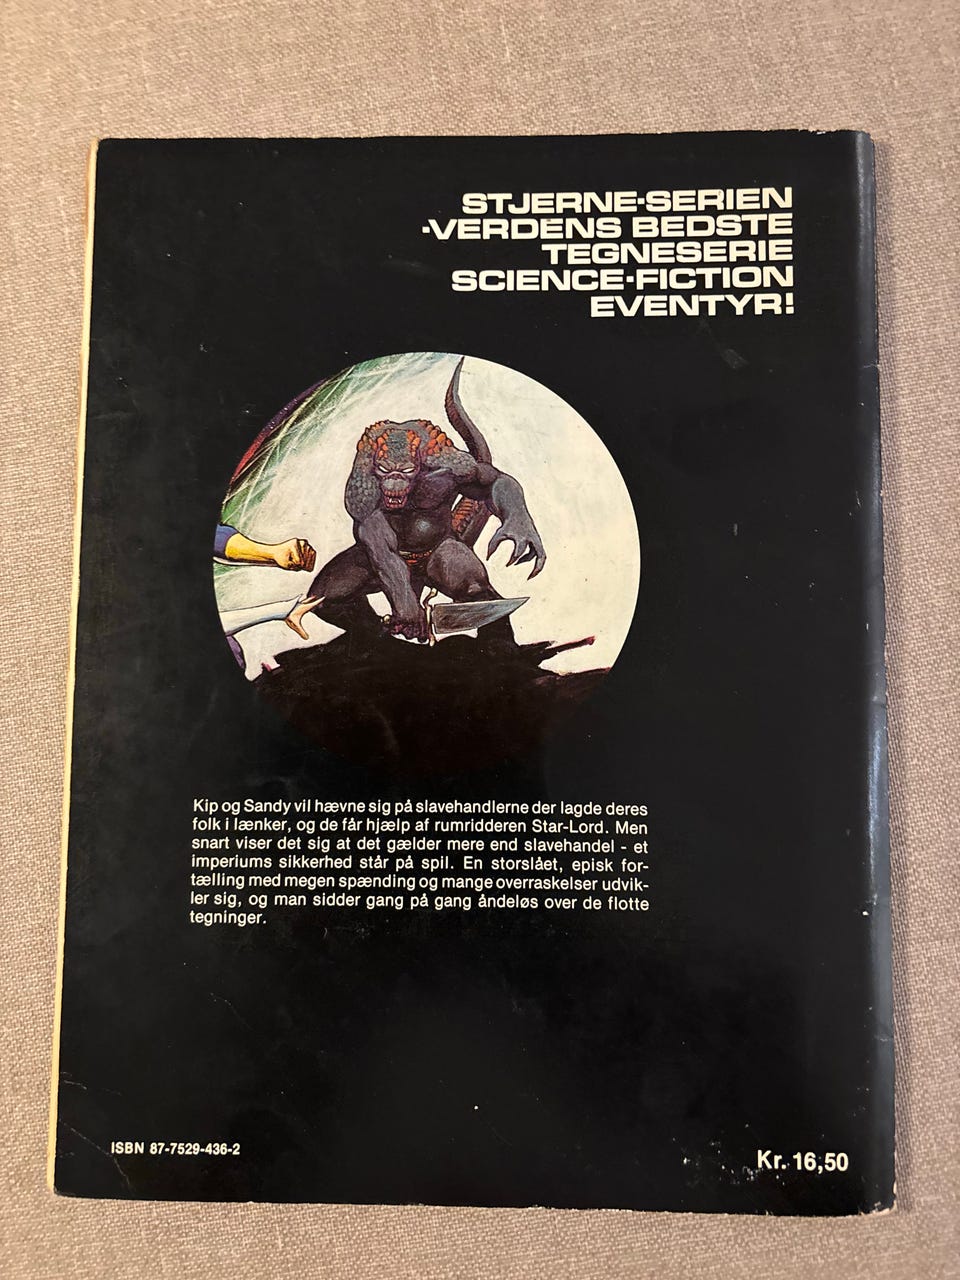 STJERNE-SERIEN
-VERDENS BEDSTE
TEGNESERIE
SCIENCE-FICTION
EVENTYR!
Kip og Sandy vil hævne sig på slavehandlerne der lagde deres
folk i lænker, og de får hjælp af rumridderen Star-Lord. Men
snart viser det sig at det gælder mere end slavehandel - et
imperiums sikkerhed står på spil. En storslået, episk for-
tælling med megen spænding og mange overraskelser udvik-
ler sig, og man sidder gang på gang åndeløs over de flotte
tegninger.
ISBN 87-7529-436-2
Kr. 16,50